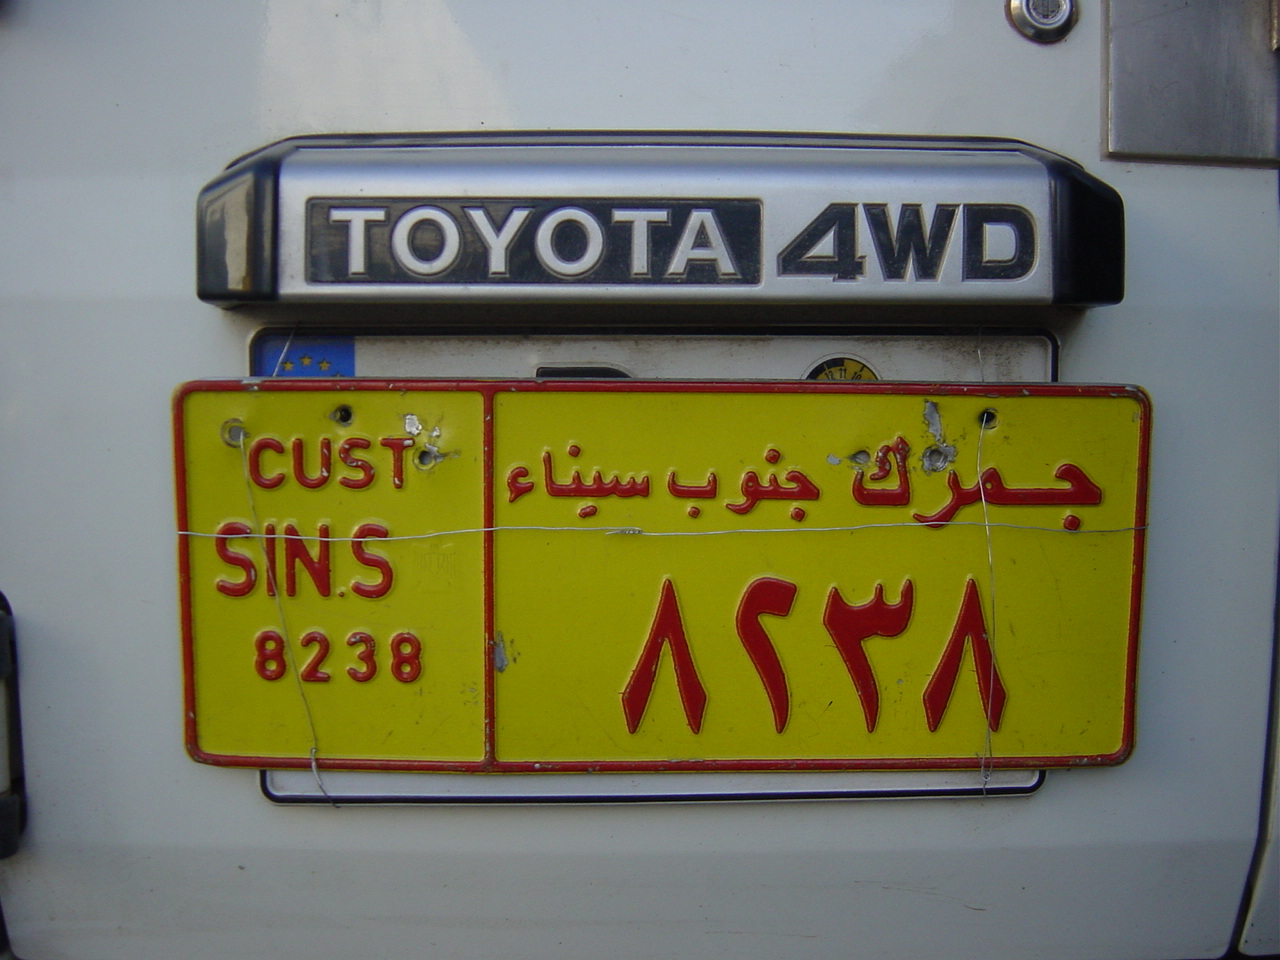 TOYOTA 4WD
CUST
SIN.S
8238
جمرك جنوب سيناء
٨٢٣٨